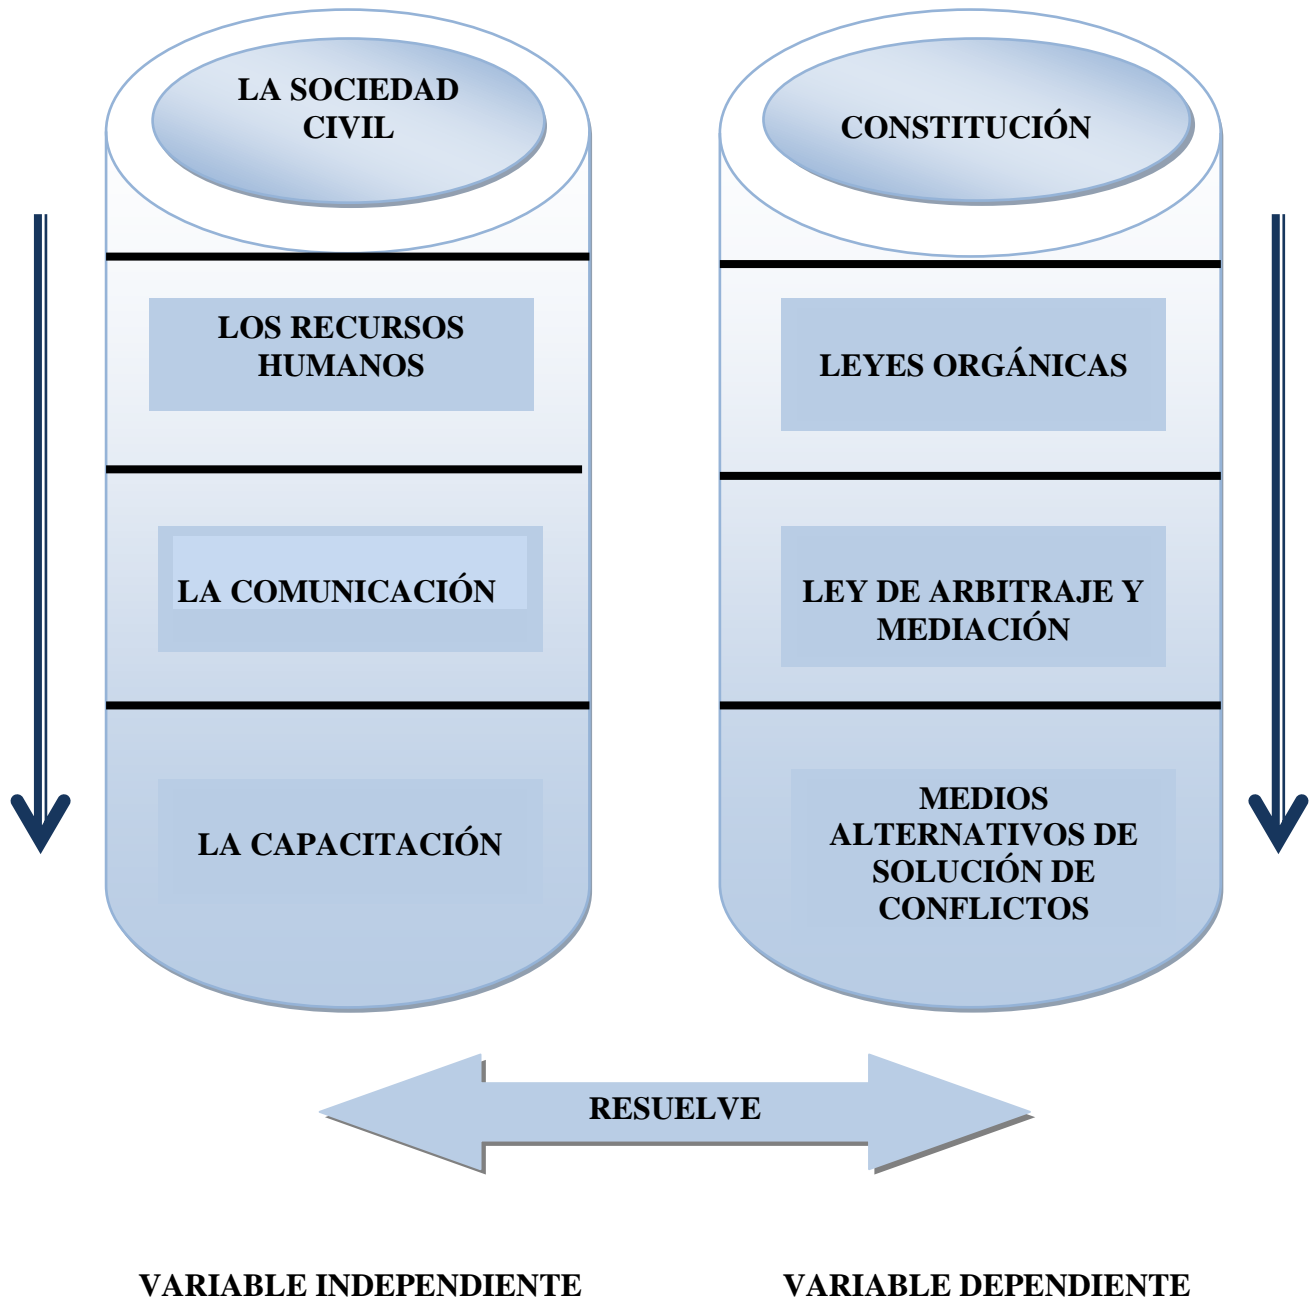 LA SOCIEDAD
CIVIL
LOS RECURSOS
HUMANOS
LA COMUNICACIÓN
LA CAPACITACIÓN
CONSTITUCIÓN
LEYES ORGÁNICAS
LEY DE ARBITRAJE Y
MEDIACIÓN
MEDIOS
ALTERNATIVOS DE
SOLUCIÓN DE
CONFLICTOS
RESUELVE
VARIABLE INDEPENDIENTE
VARIABLE DEPENDIENTE